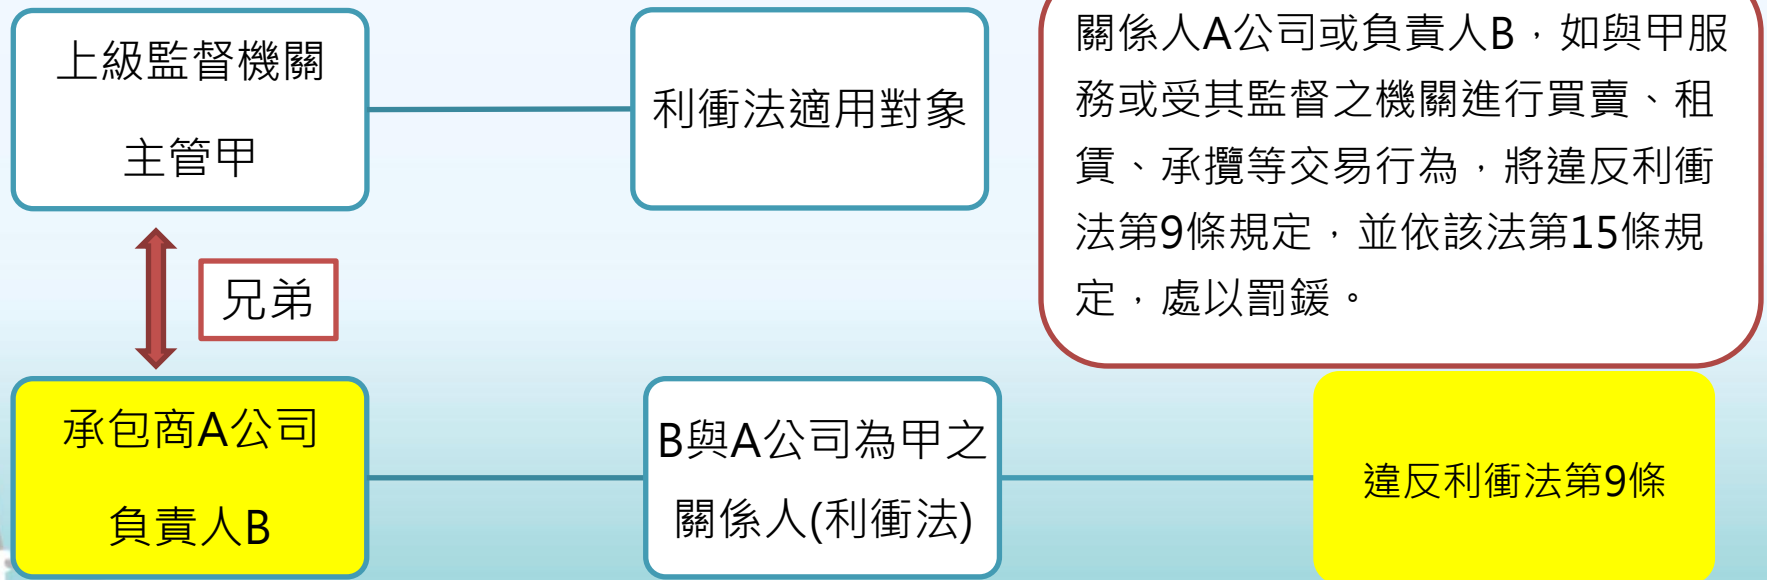 上級監督機關
主管甲
利衝法適用對象
關係人A公司或負責人B，如與甲服
務或受其監督之機關進行買賣、租
賃、承攬等交易行為，將違反利衝
法第9條規定，並依該法第15條規
定，處以罰鍰。
兄弟
承包商A公司
負責人B
B與A公司為甲之
關係人(利衝法)
違反利衝法第9條